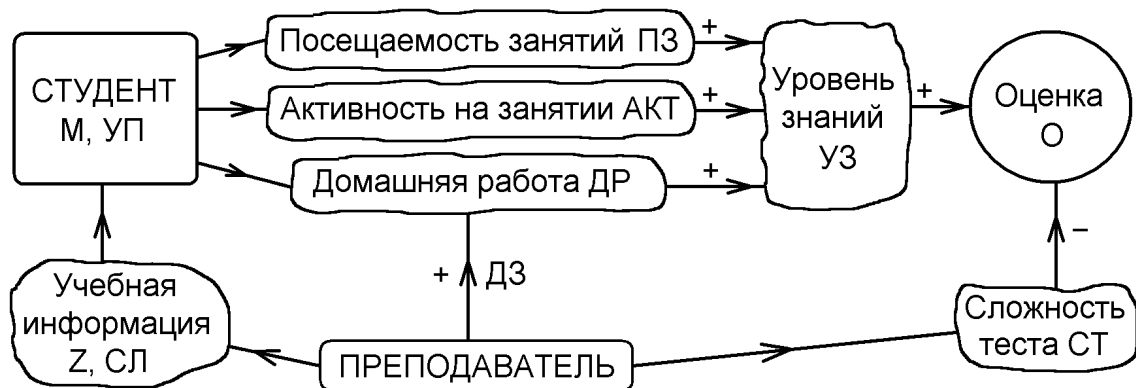 СТУДЕНТ
М, УП
Посещаемость занятий ПЗ
+
Активность на занятии АКТ
+
Домашняя работа ДР
+
Уровень
знаний
УЗ
+
Оценка
О
Учебная
информация
Z, СЛ
+ ДЗ
ПРЕПОДАВАТЕЛЬ
–
Сложность
теста СТ